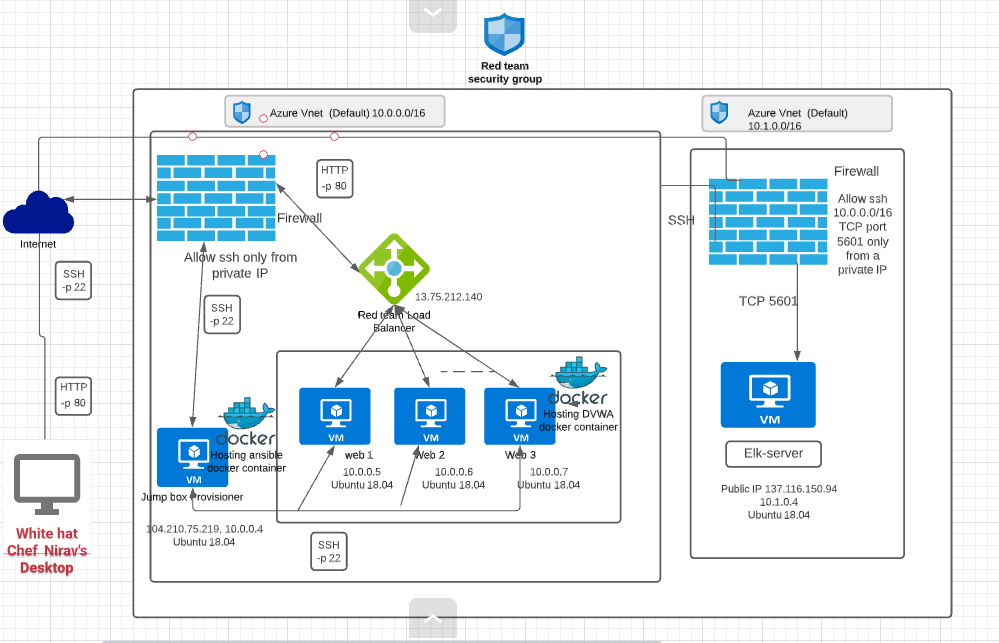 Red team
security group
Azure Vnet (Default) 10.0.0.0/16
Azure Vnet (Default)
10.1.0.0/16
HTTP
-p 80
Firewall
Allow ssh only from
private IP
Internet
SSH
-p 22
SSH
-p 22
HTTP
-p 80
13.75.212.140
Red team Load
Balancer
docker
Hosting ansible
docker container
docker
Hosting DVWA
docker container
VM
VM
VM
VM
web 1
Web 2
Web 3
10.0.0.5
Ubuntu 18.04
10.0.0.6
Ubuntu 18.04
10.0.0.7
Ubuntu 18.04
Jump box Provisioner
104.210.75.219, 10.0.0.4
Ubuntu 18.04
SSH
-p 22
White hat
Chef Nirav's
Desktop
SSH
Firewall
Allow ssh
10.0.0.0/16
TCP port
5601 only
from a
private IP
TCP 5601
VM
Elk-server
Public IP 137.116.150.94
10.1.0.4
Ubuntu 18.04